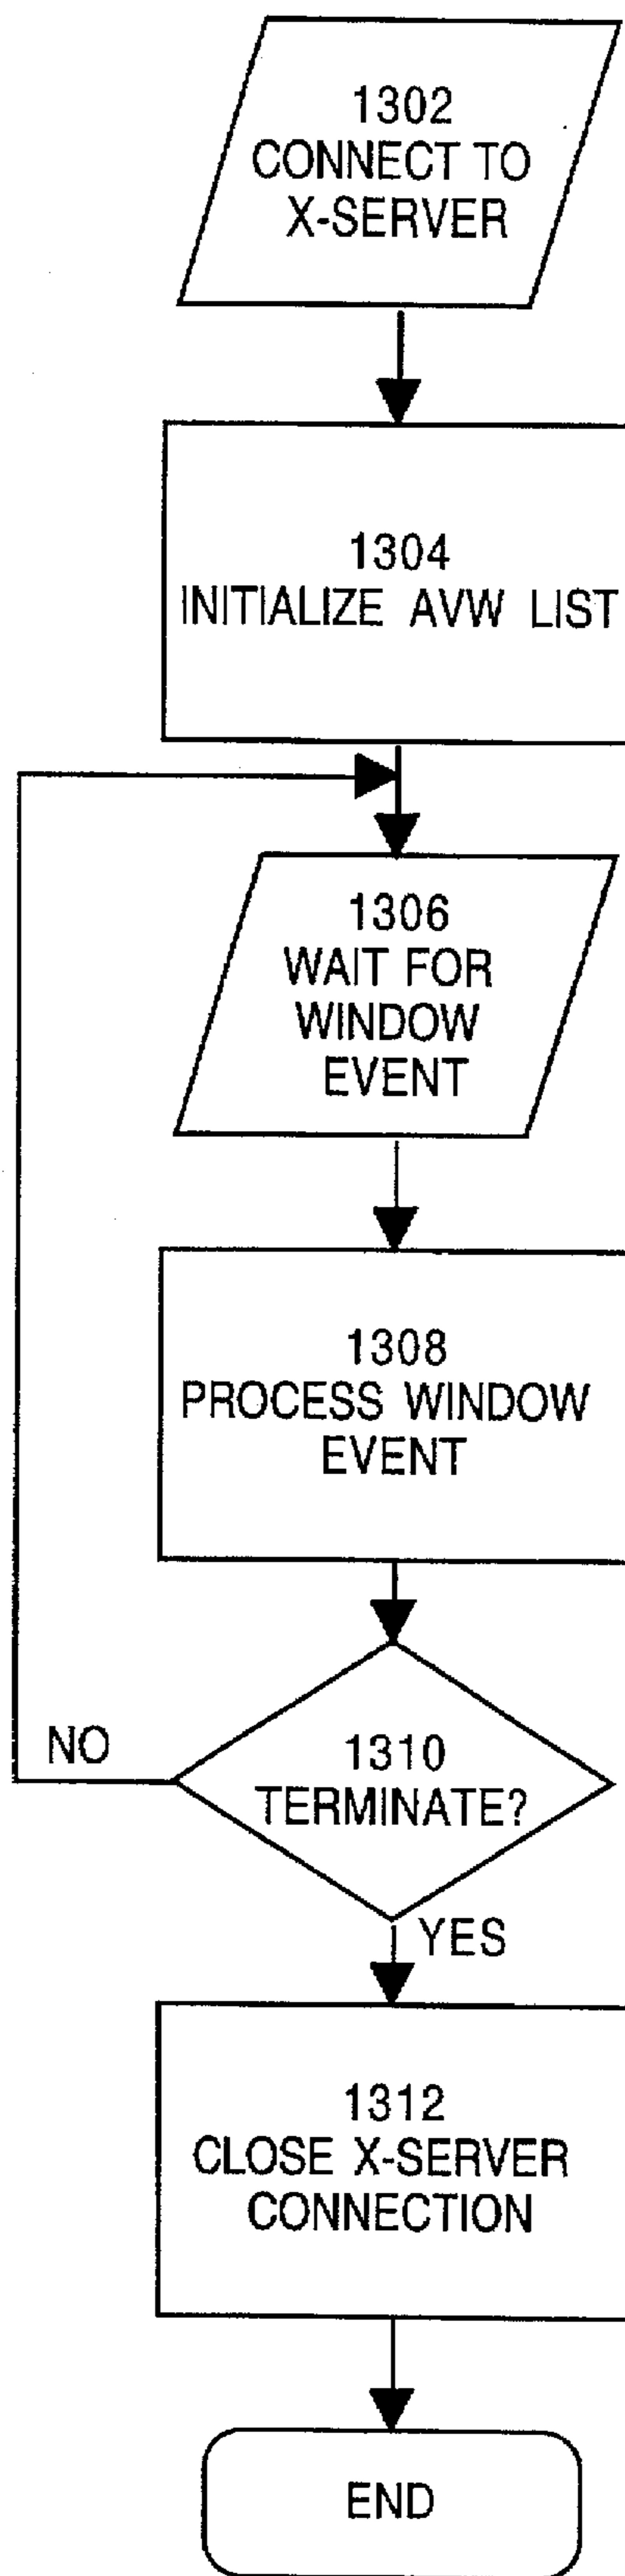 1302
CONNECT TO
X-SERVER
1304
INITIALIZE AVW LIST
1306
WAIT FOR
WINDOW
EVENT
1308
PROCESS WINDOW
EVENT
1310
TERMINATE?
NO
YES
1312
CLOSE X-SERVER
CONNECTION
END